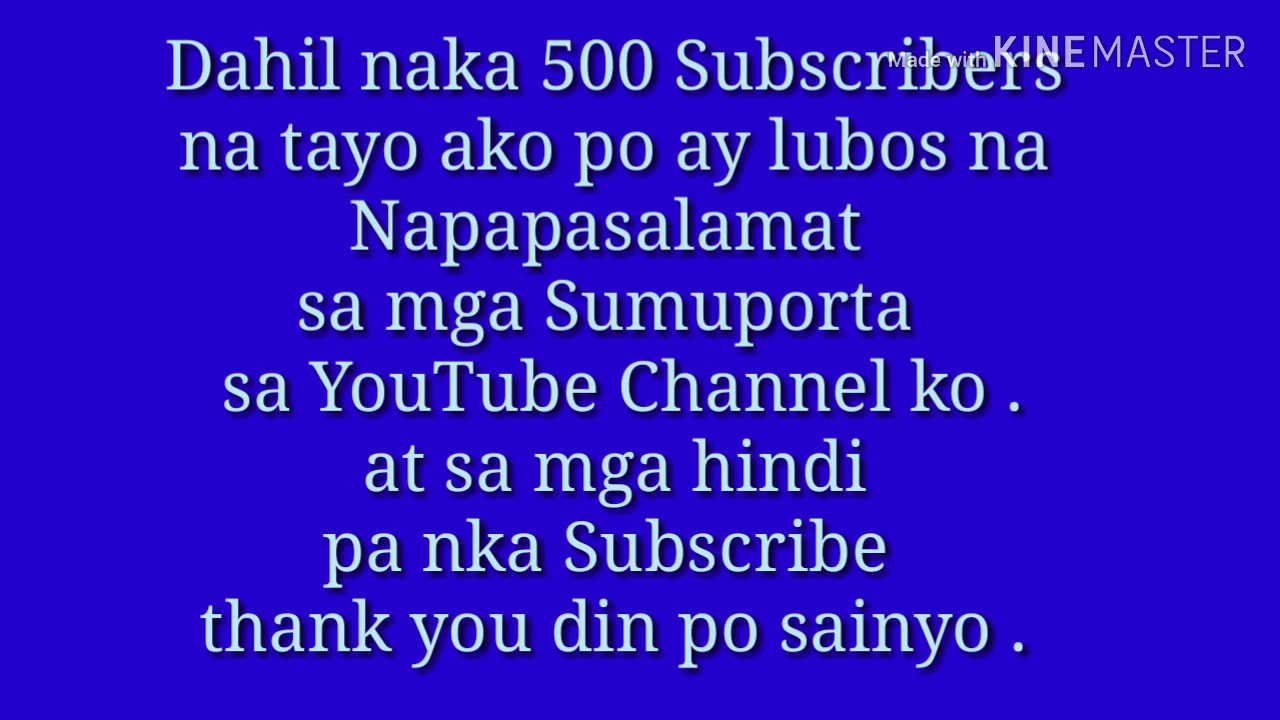 Made with KINEMASTER
Dahil naka 500 Subscribers
na tayo ako po ay lubos na
Napapasalamat
sa mga Sumuporta
sa YouTube Channel ko .
at sa mga hindi
pa nka Subscribe
thank you din po sainyo .